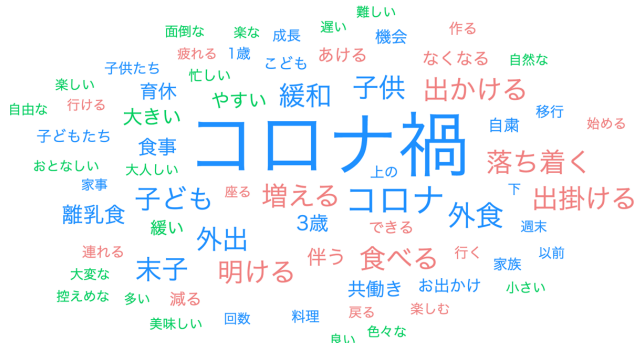 難しい
面倒な 楽な 成長 遅い 機会 作る
疲れる 1歳 こども あける なくなる 自然な
子供たち 忙しい
楽しい 育休 やすい 緩和 子供 出かける
自由な 行ける 大きい 移行
子どもたち 食事 コロナ禍 自粛 始める
おとなしい 大人しい 上の 落ち着く
家事 子ども 座る 増える コロナ 下 出掛ける
離乳食 緩い 3歳 できる 外食 週末
連れる 外出 伴う 食べる 行く 以前
大変な 末子 明ける 家族
控えめな 多い 減る 共働き お出かけ 小さい
美味しい 回数 料理 戻る 楽しむ
良い 色々な